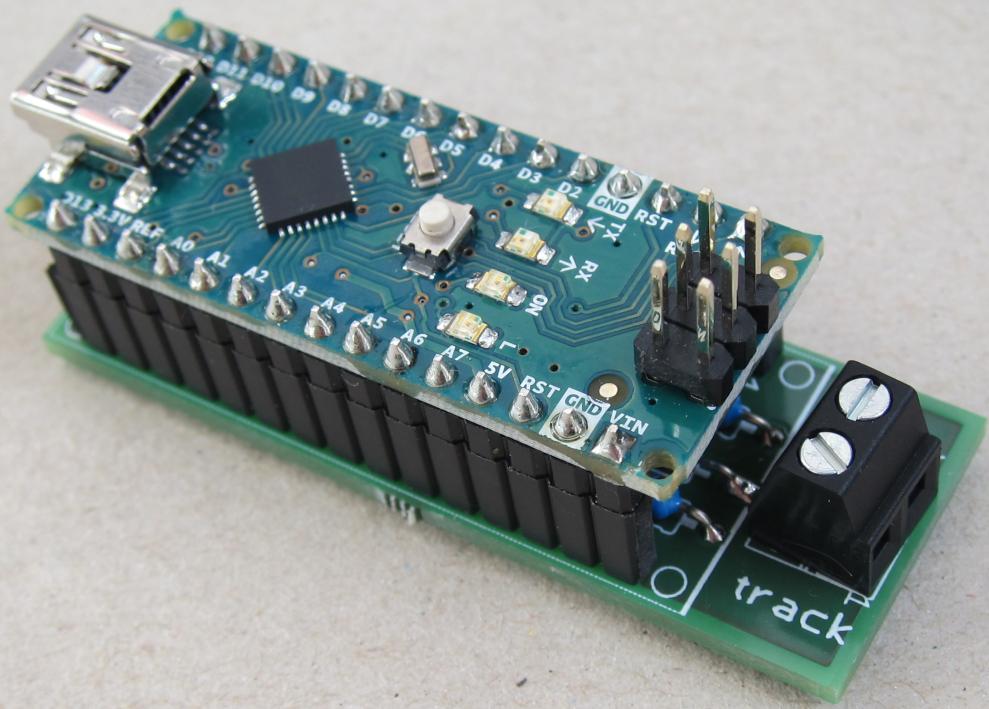 D11 D10 D9 D8 D7 D6 D5 D4 D3 D2 GND RST
TX
RX
ON
L
D13 3.3V REF A0 A1 A2 A3 A4 A5 A6 A7 5V RST GND VIN
track